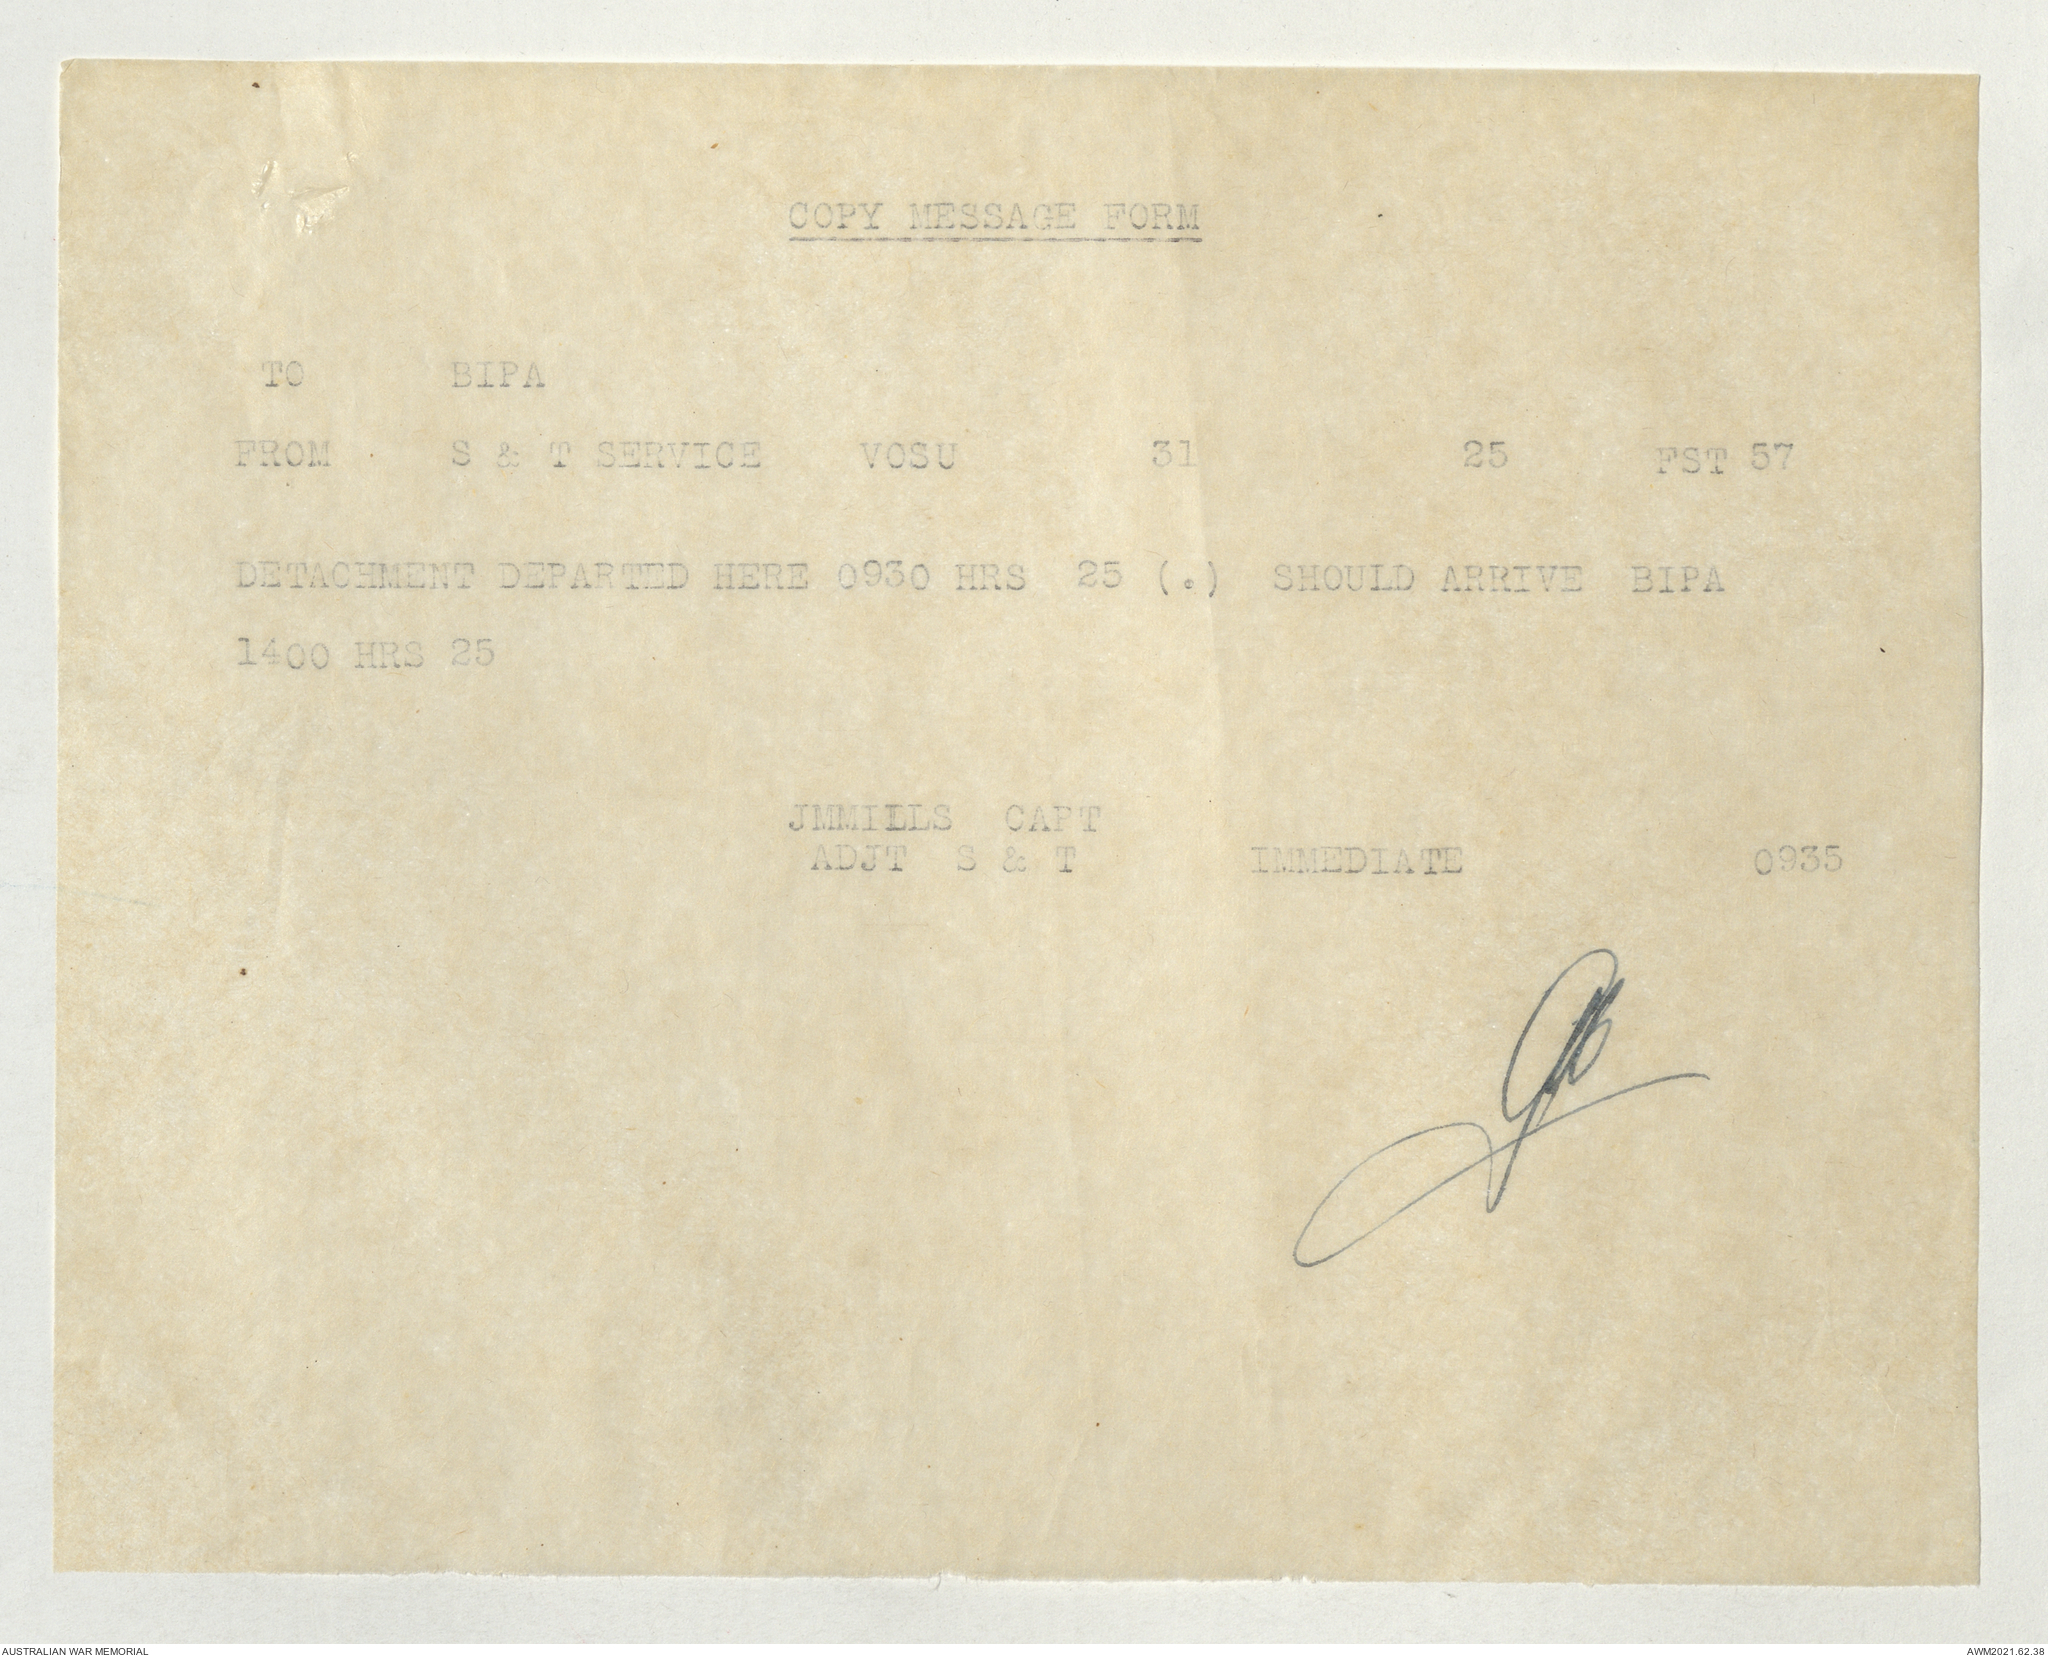 COPY MESSAGE FORM
TO BIPA
FROM S & T SERVICE VOSU 31 25 FST 57
DETACHMENT DEPARTED HERE 0930 HRS 25 (.) SHOULD ARRIVE BIPA
1400 HRS 25
JMMILLS CAPT
ADJT S & T IMMEDIATE 0935
AUSTRALIAN WAR MEMORIAL AWM2021.62.38